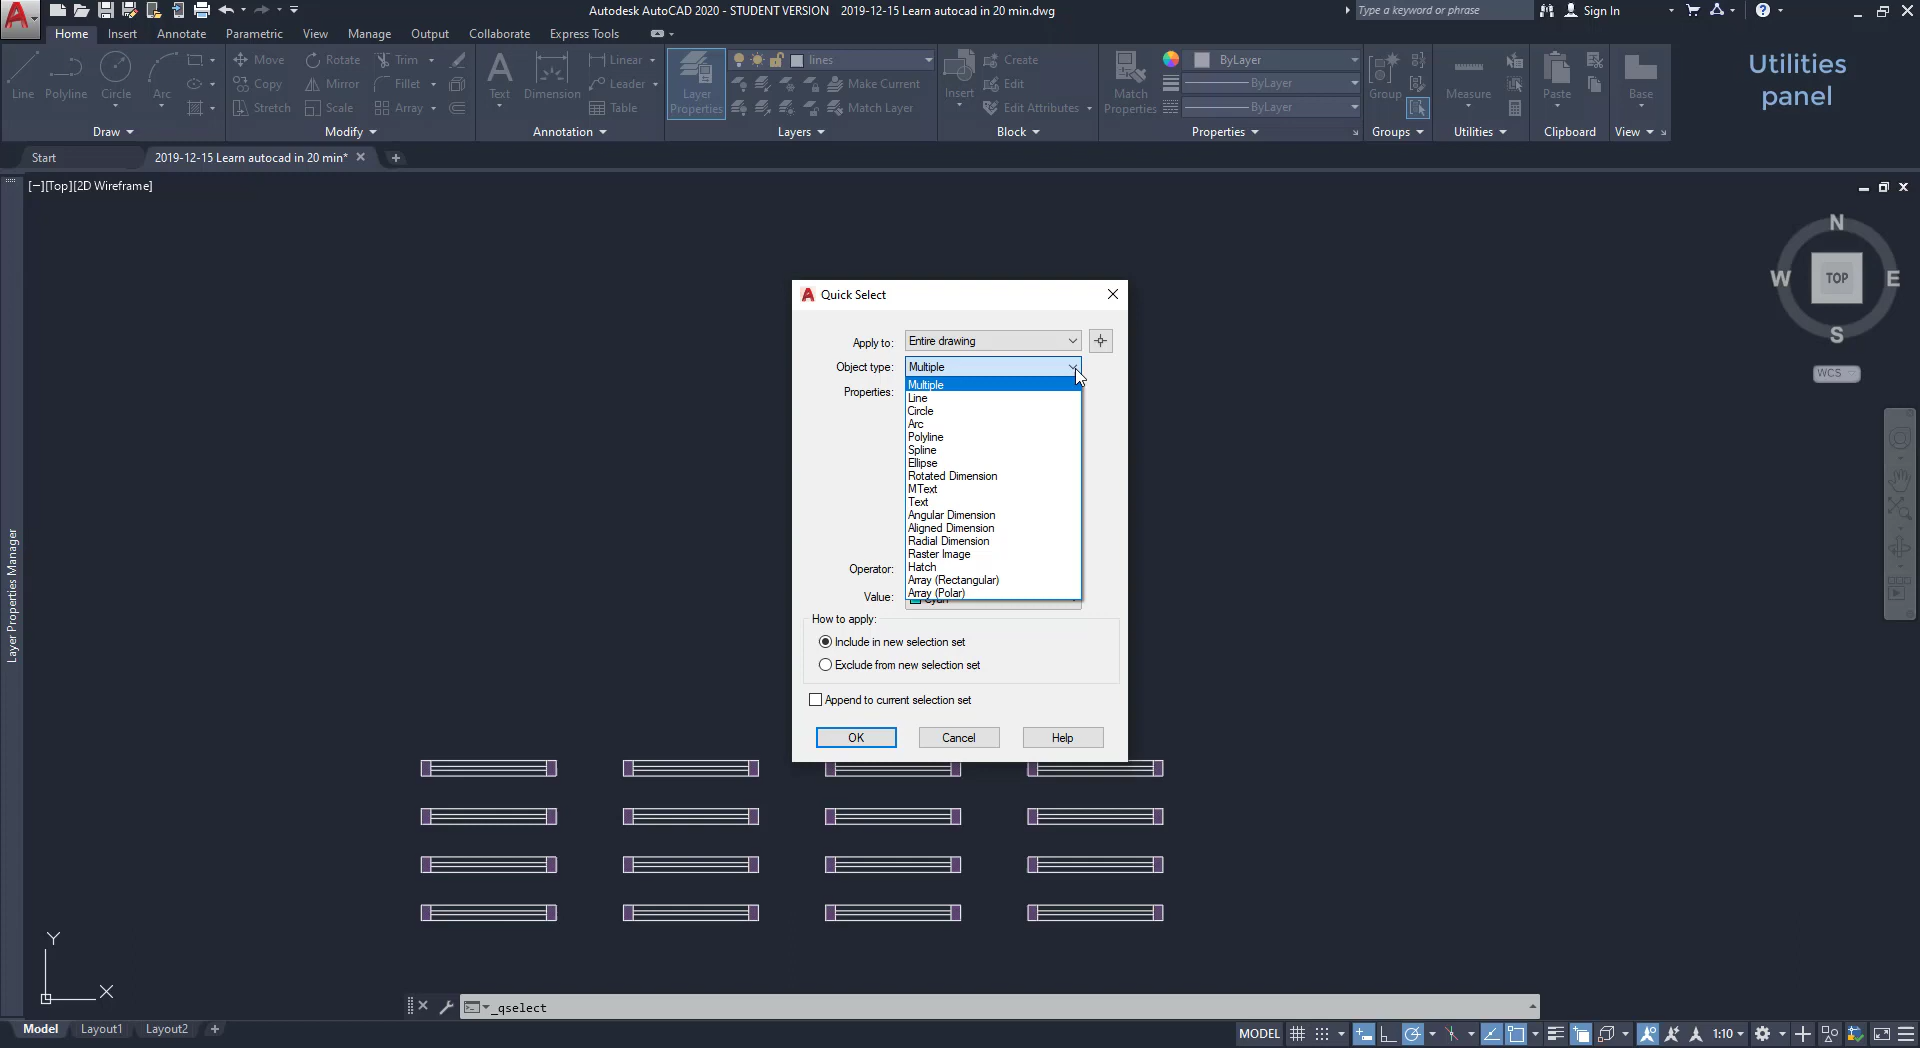 Autodesk AutoCAD 2020 - STUDENT VERSION 2019-12-15 Learn autocad in 20 min.dwg
Type a keyword or phrase
Sign In
Home Insert Annotate Parametric View Manage Output Collaborate Express Tools
Line Polyline Circle Arc
Draw
Move Rotate Trim
Copy Mirror Fillet
Stretch Scale Array
Modify
Text Dimension
Linear
Leader
Table
Annotation
Layer
Properties
lines
Make Current
Match Layer
Layers
Insert
Create
Edit
Edit Attributes
Block
Match
Properties
ByLayer
ByLayer
ByLayer
Properties
Group
Groups
Measure
Utilities
Paste
Clipboard
Base
View
Utilities
panel
Start
2019-12-15 Learn autocad in 20 min*
[−][Top][2D Wireframe]
N
W TOP E
S
WCS
Layer Properties Manager
Quick Select
Apply to: Entire drawing
Object type: Multiple
Properties:
Multiple
Line
Circle
Arc
Polyline
Spline
Ellipse
Rotated Dimension
MText
Text
Angular Dimension
Aligned Dimension
Radial Dimension
Raster Image
Hatch
Array (Rectangular)
Array (Polar)
Operator:
Value:
How to apply:
Include in new selection set
Exclude from new selection set
Append to current selection set
OK Cancel Help
Y
X
_qselect
Model Layout1 Layout2
MODEL
1:10